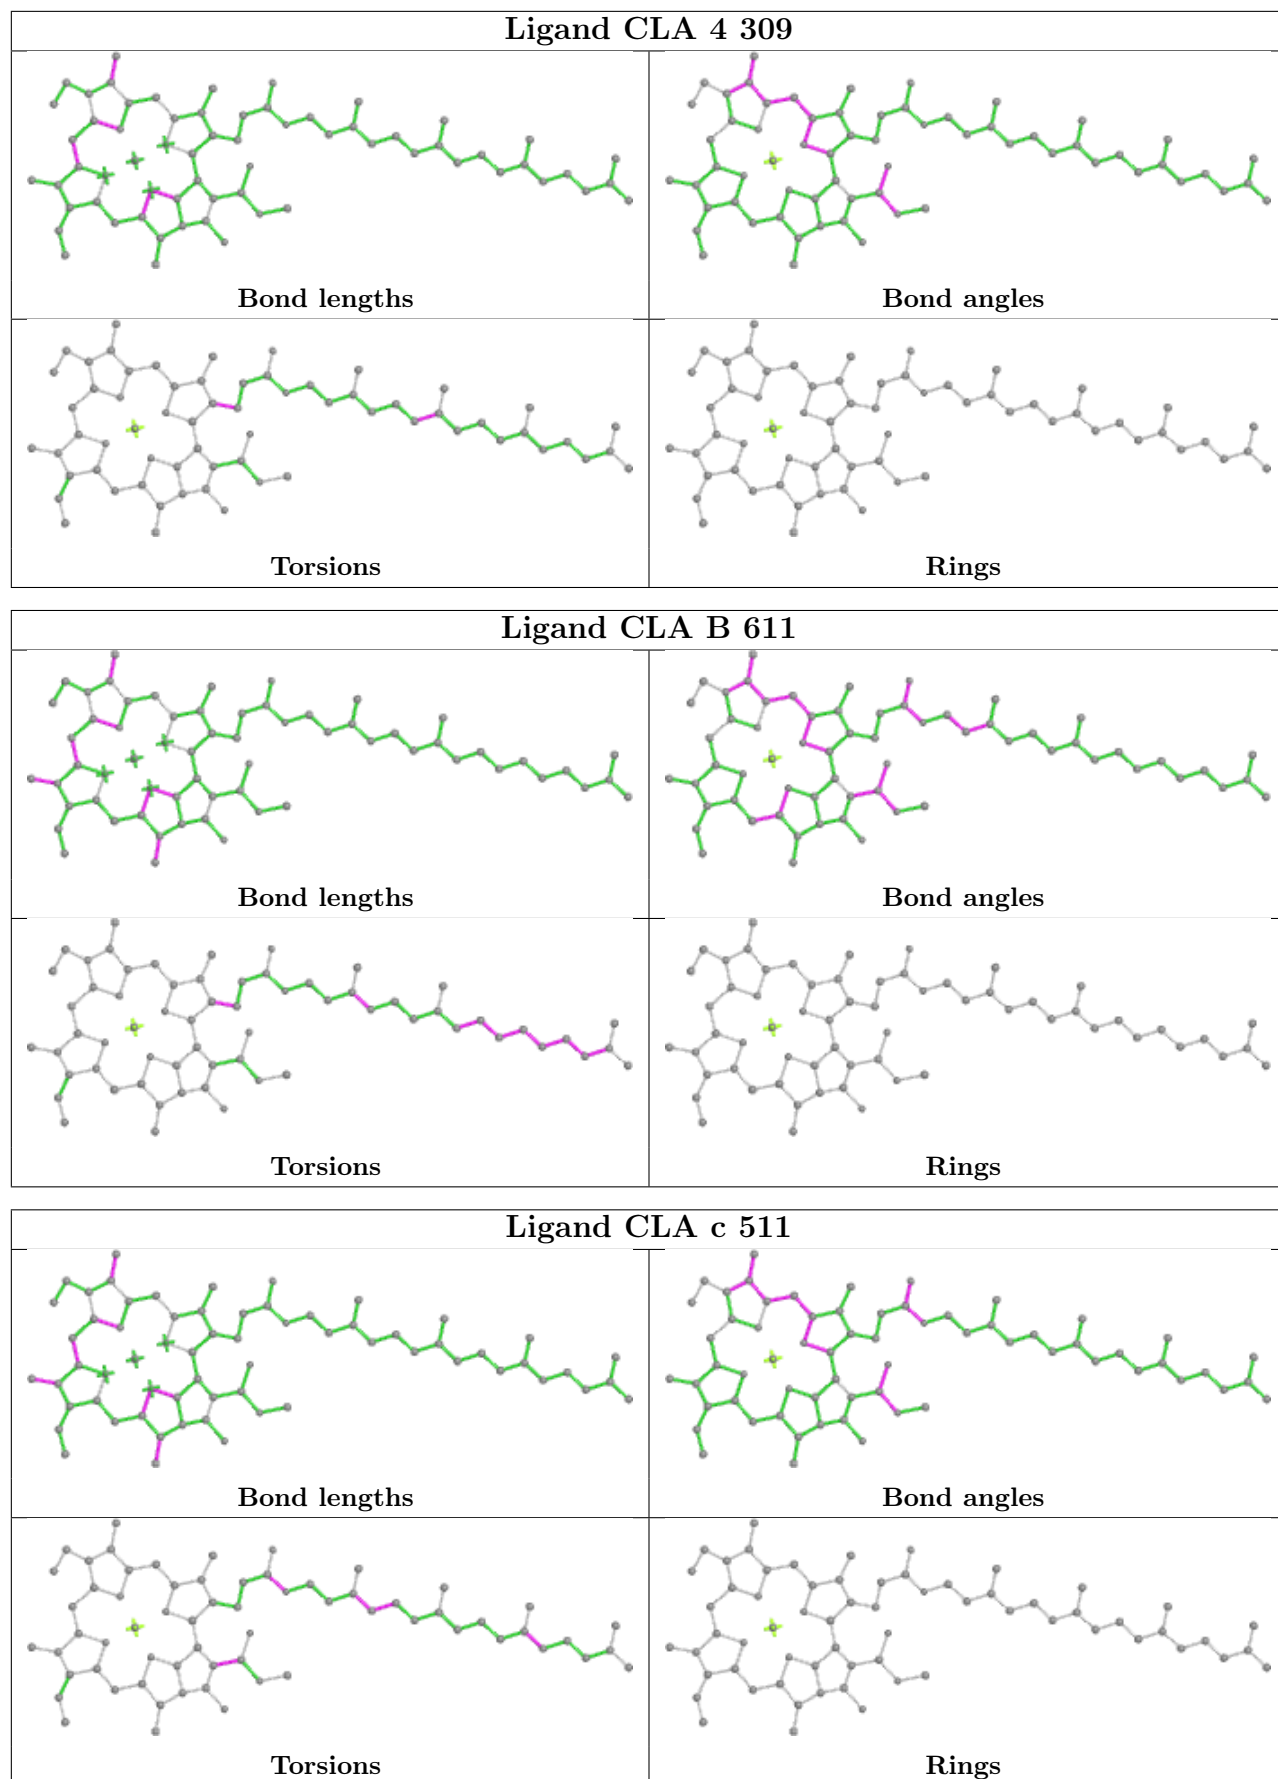 Ligand CLA 4 309
Bond lengths
Bond angles
Torsions
Rings
Ligand CLA B 611
Bond lengths
Bond angles
Torsions
Rings
Ligand CLA c 511
Bond lengths
Bond angles
Torsions
Rings